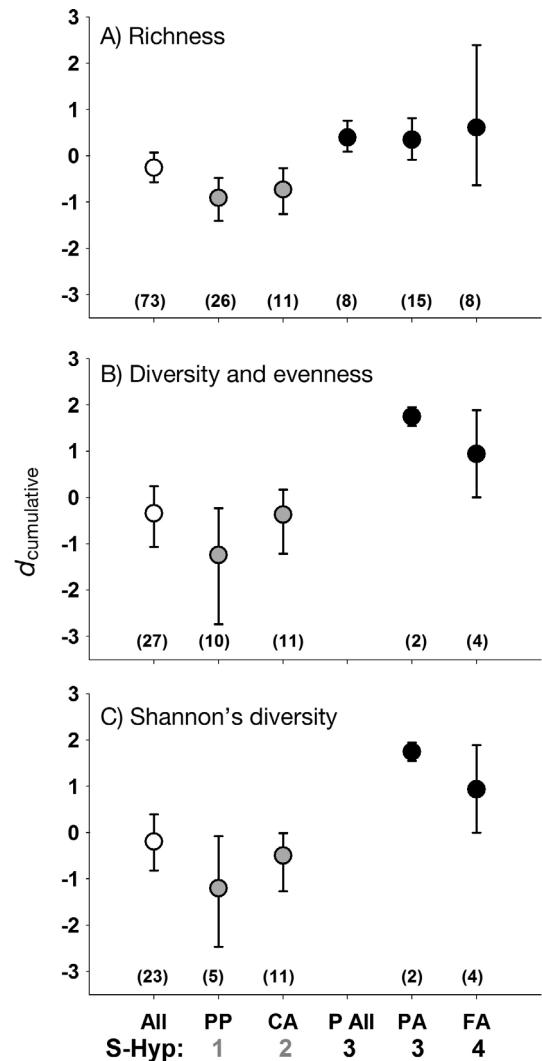 3
A) Richness
2
1
0
-1
-2
-3
(73) (26) (11) (8) (15) (8)
3
B) Diversity and evenness
2
1
0
-1
-2
-3
(27) (10) (11) (2) (4)
dcumulative
3
C) Shannon's diversity
2
1
0
-1
-2
-3
(23) (5) (11) (2) (4)
All PP CA P All PA FA
S-Hyp: 1 2 3 3 4